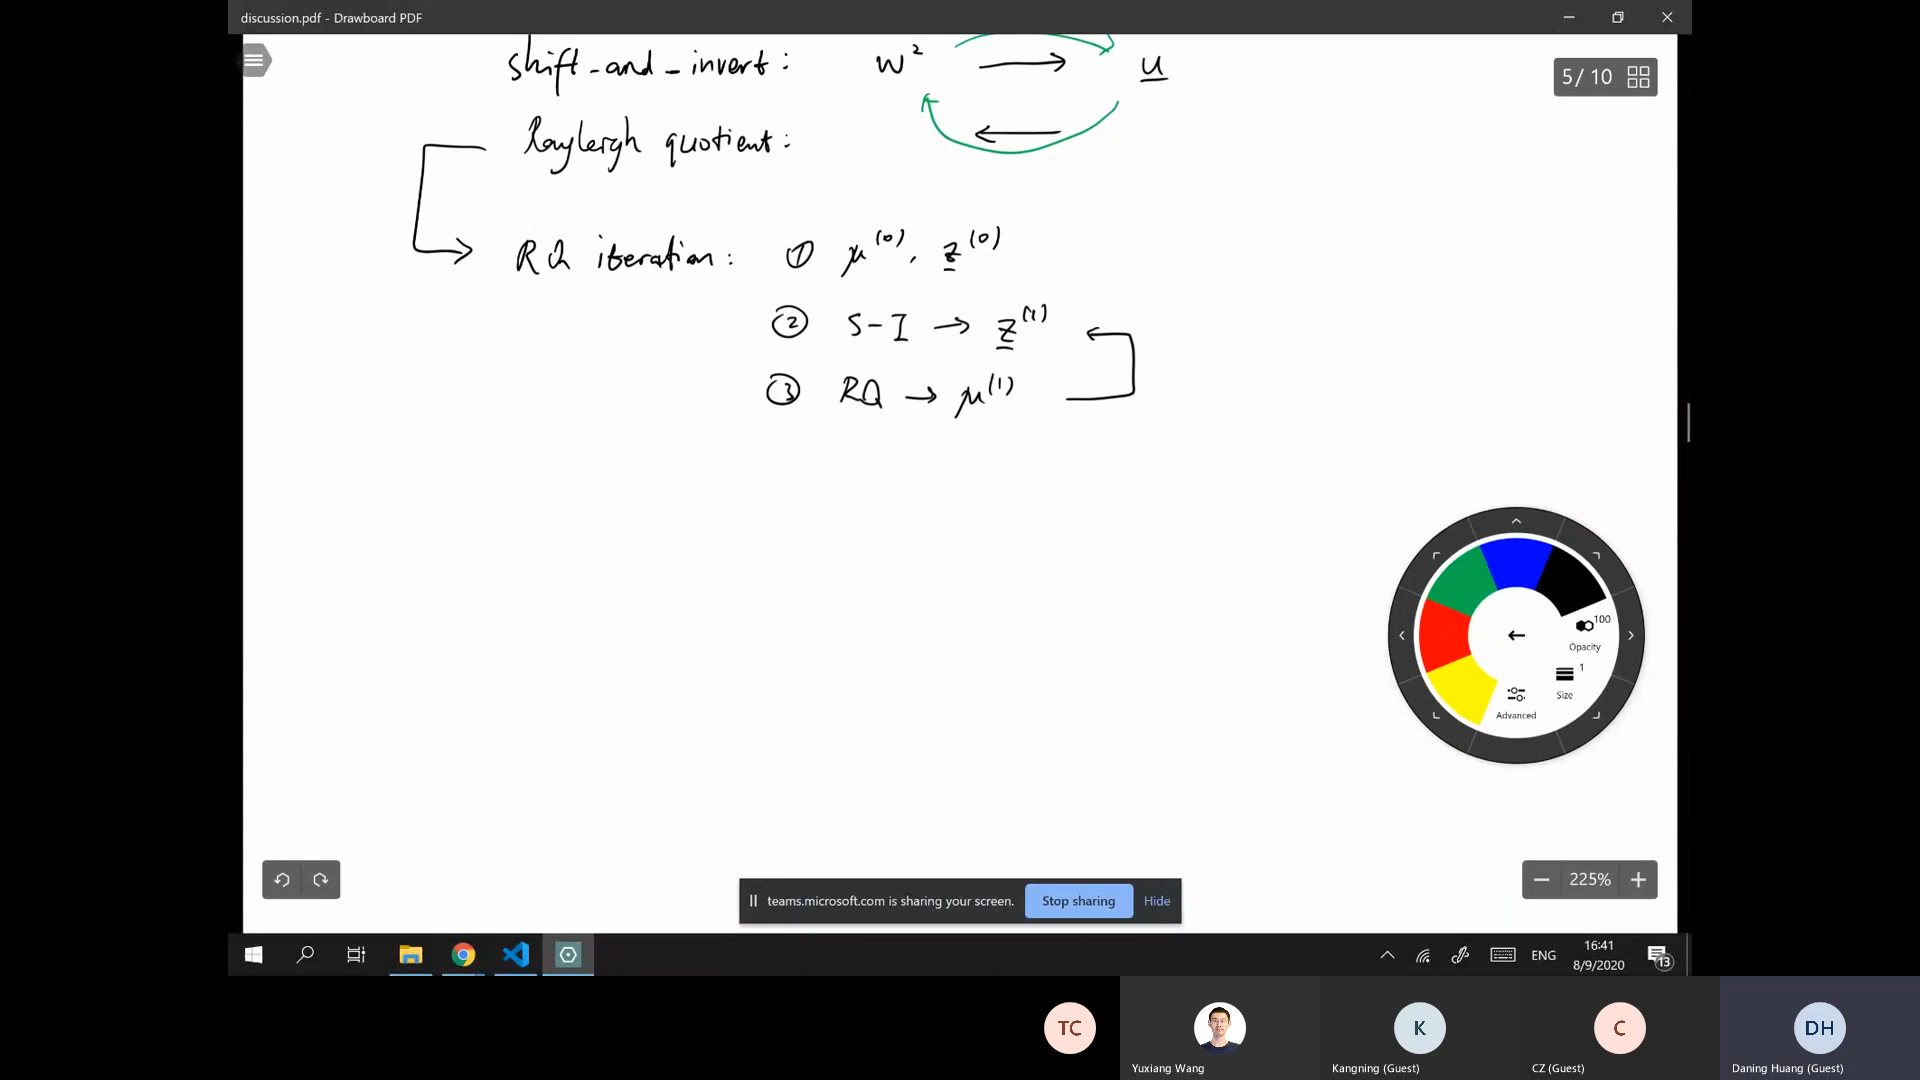 discussion.pdf - Drawboard PDF
shift-and-invert: w² → u
5 / 10
Rayleigh quotient: ←
RQ iteration: ① μ⁽⁰⁾, z⁽⁰⁾
② S-I → z⁽¹⁾
③ RQ → μ⁽¹⁾
100
Opacity
1
Size
Advanced
225%
teams.microsoft.com is sharing your screen. Stop sharing Hide
ENG
16:41
8/9/2020
13
TC
K
C
DH
Yuxiang Wang
Kangning (Guest)
CZ (Guest)
Daning Huang (Guest)